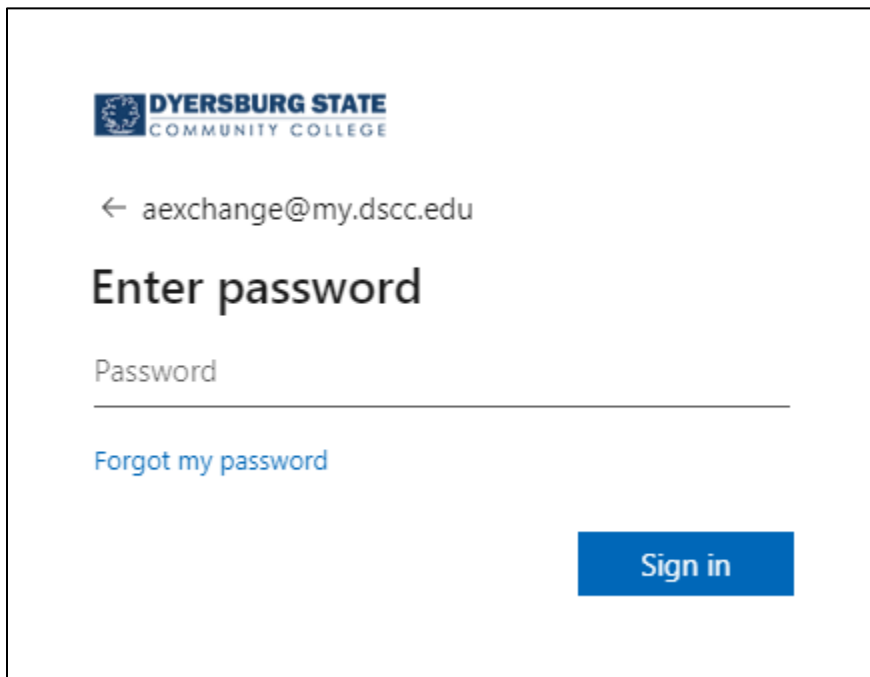 DYERSBURG STATE
COMMUNITY COLLEGE
← aexchange@my.dscc.edu
Enter password
Password
Forgot my password
Sign in